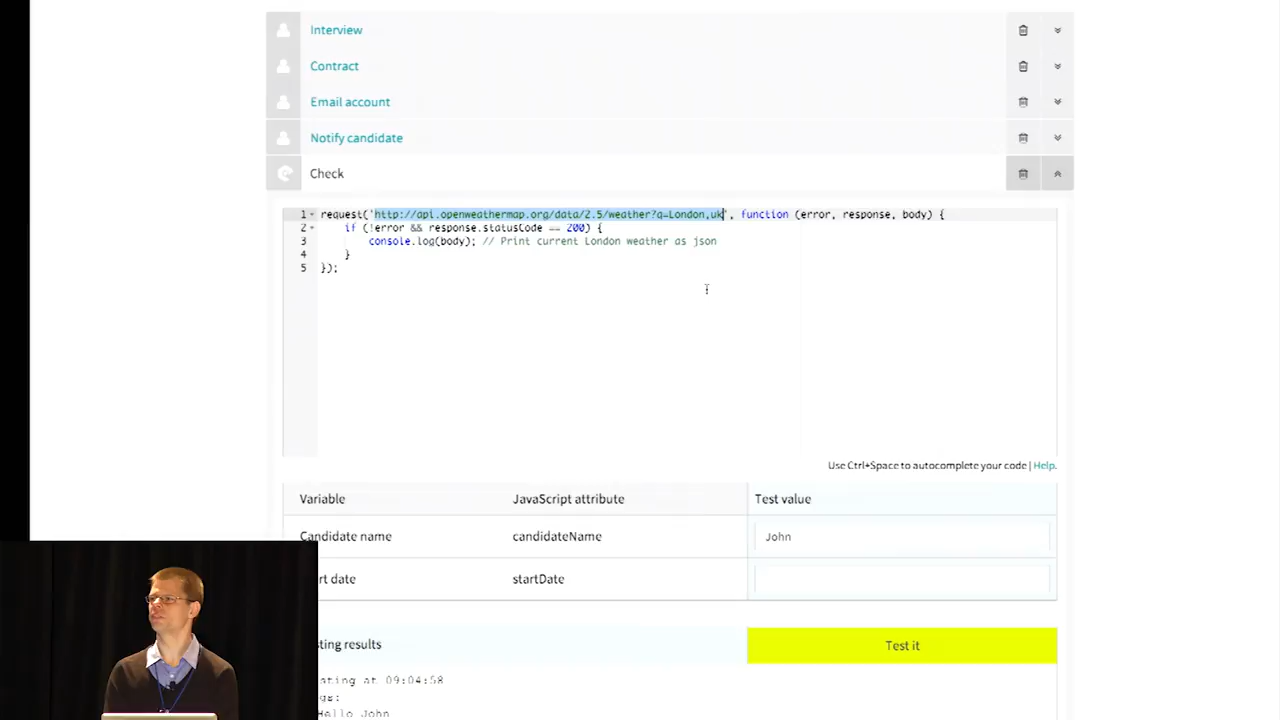 Interview
Contract
Email account
Notify candidate
Check
1 request('http://api.openweathermap.org/data/2.5/weather?q=London,uk', function (error, response, body) {
2 if (!error && response.statusCode == 200) {
3 console.log(body); // Print current London weather as json
4 }
5 });
Use Ctrl+Space to autocomplete your code | Help.
Variable JavaScript attribute Test value
Candidate name candidateName John
rt date startDate
sting results Test it
sting at 09:04:58
Hello John